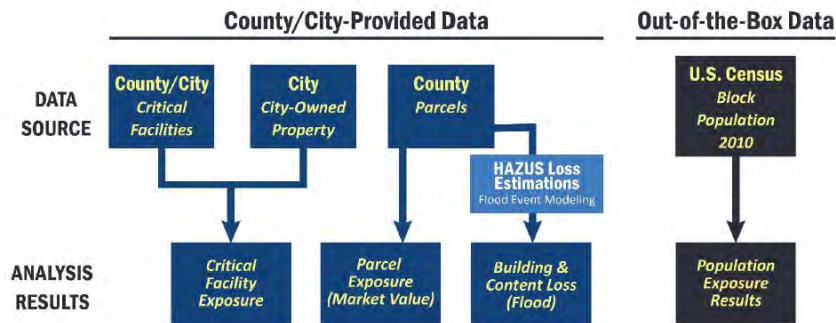 County/City-Provided Data
Out-of-the-Box Data
DATA
SOURCE
County/City
Critical
Facilities
City
City-Owned
Property
County
Parcels
U.S. Census
Block
Population
2010
HAZUS Loss
Estimations
Flood Event Modeling
ANALYSIS
RESULTS
Critical
Facility
Exposure
Parcel
Exposure
(Market Value)
Building &
Content Loss
(Flood)
Population
Exposure
Results